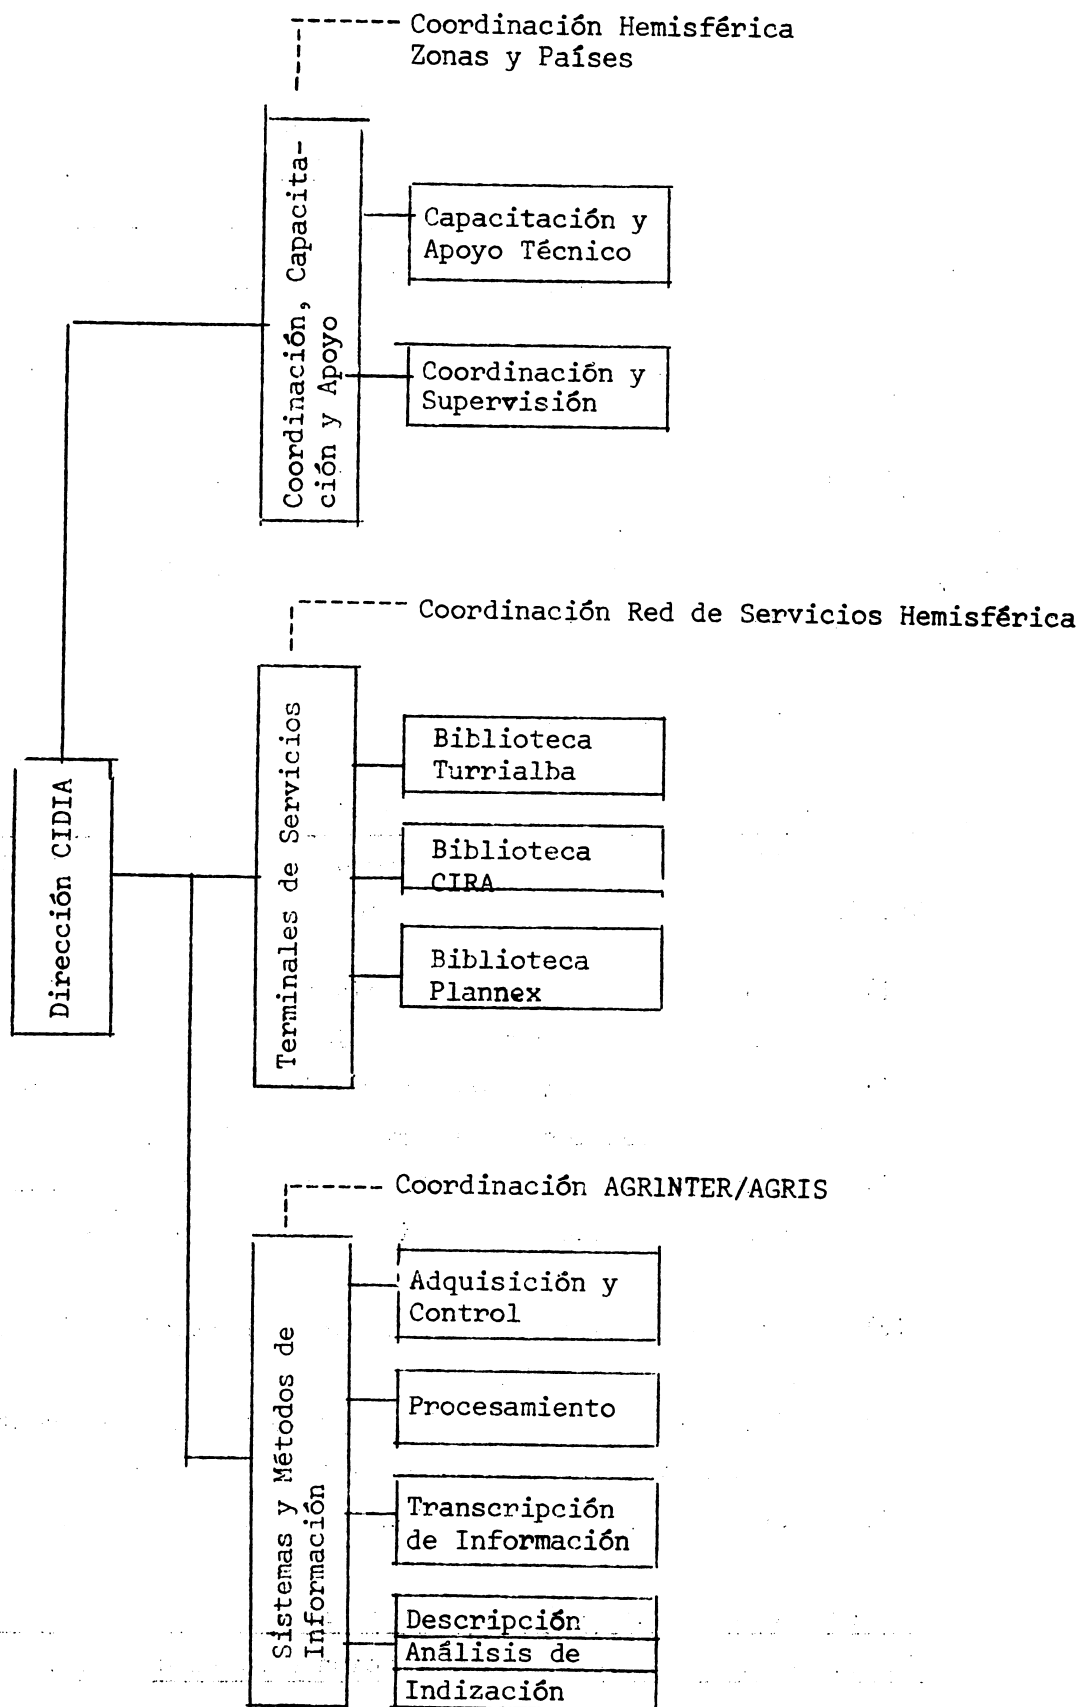 Coordinación Hemisférica
Zonas y Países
Coordinación, Capacita-
ción y Apoyo
Capacitación y
Apoyo Técnico
Coordinación y
Supervisión
Dirección CIDIA
Coordinación Red de Servicios Hemisférica
Terminales de Servicios
Biblioteca
Turrialba
Biblioteca
CIRA
Biblioteca
Plannex
Coordinación AGRINTER/AGRIS
Sistemas y Métodos de
Información
Adquisición y
Control
Procesamiento
Transcripción
de Información
Descripción
Análisis de
Indización